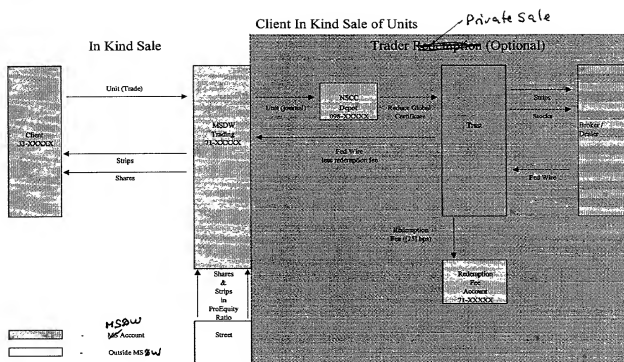 Client In Kind Sale of Units
Private Sale
In Kind Sale
Trader Redemption (Optional)
Unit (Trade)
Client
33-XXXXX
Strips
Shares
MSDW
Trading
71-XXXXX
Unit (journal)
NSCC
Depot
099-XXXXX
Reduce Global
Certificate
Fed Wire
less redemption fee
Trust
Strips
Stocks
Broker /
Dealer
Fed Wire
Redemption
Fee
Redemption
Fee
Account
71-XXXXX
Shares
&
Strips
in
ProEquity
Ratio
Street
MSDW
- MS Account
- Outside MSDW